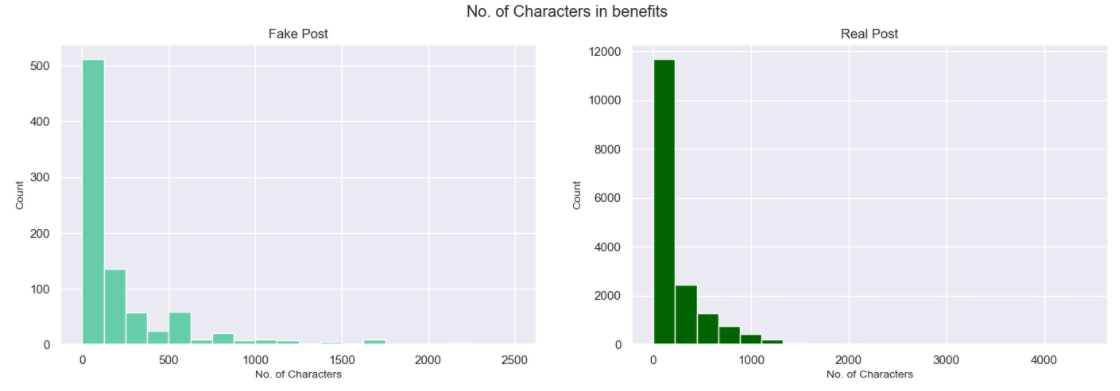 No. of Characters in benefits
Fake Post
Real Post
500
400
300
200
100
0
Count
0 500 1000 1500 2000 2500
No. of Characters
12000
10000
8000
6000
4000
2000
0
Count
0 1000 2000 3000 4000
No. of Characters